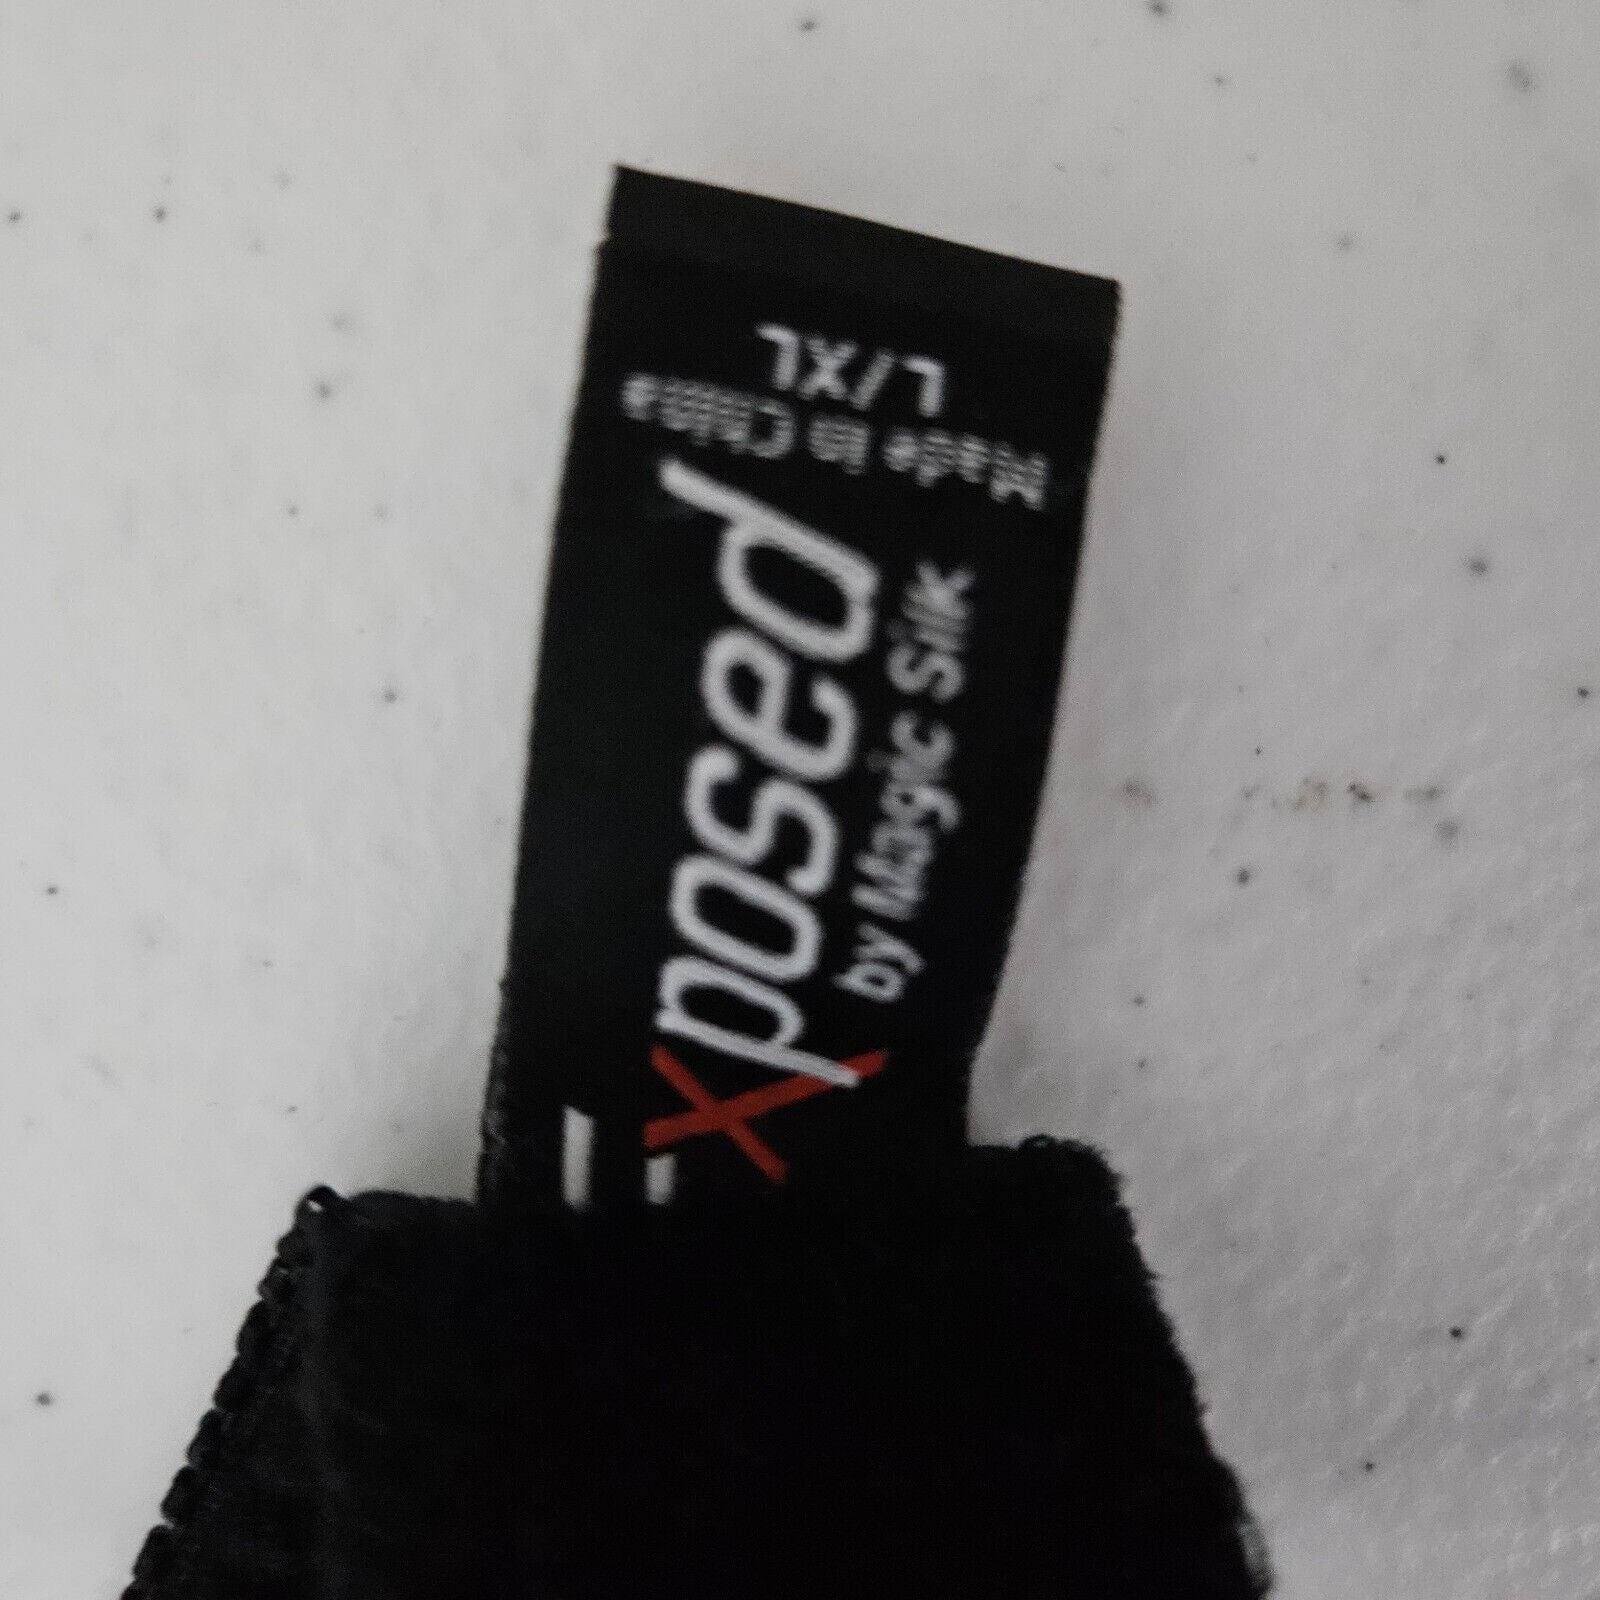 Xposed
by Magic Silk
Made in China
L/XL